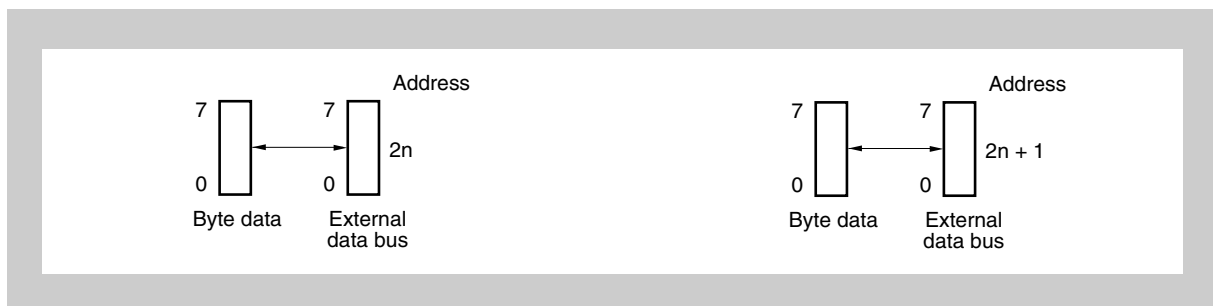 Address
7
7
2n
0
0
Byte data
External
data bus
Address
7
7
2n + 1
0
0
Byte data
External
data bus